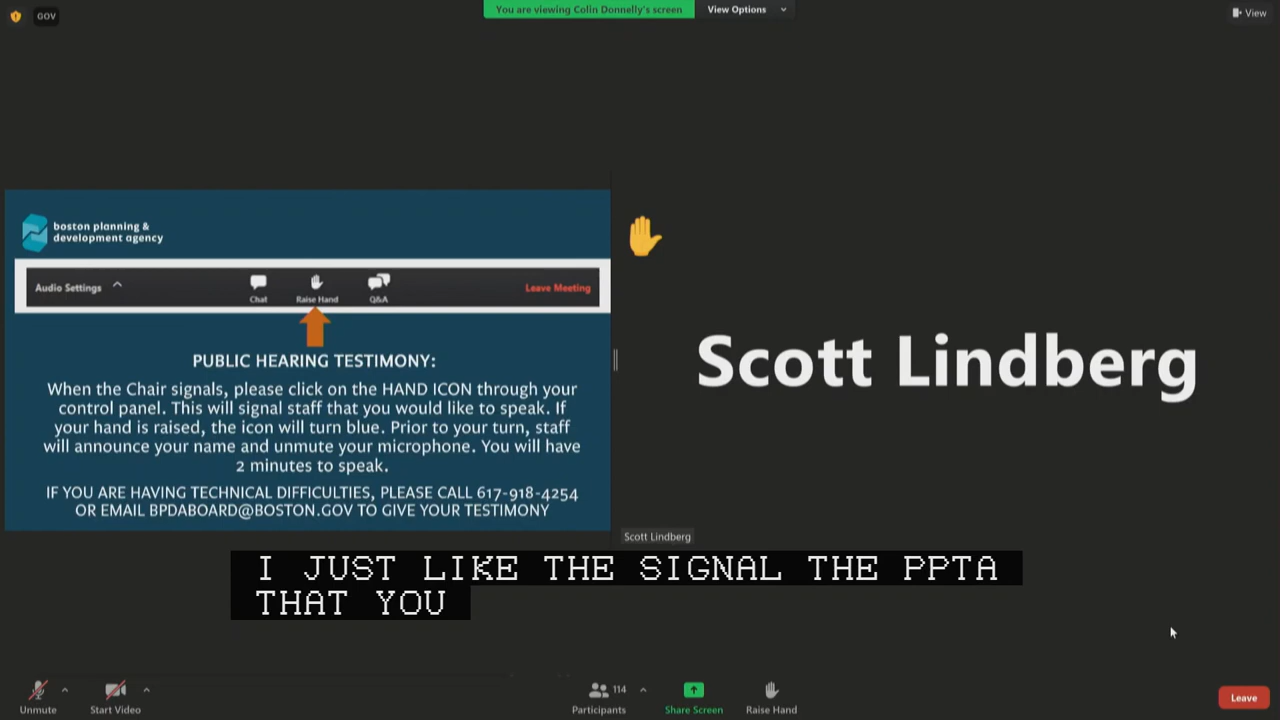 GOV
You are viewing Colin Donnelly's screen
View Options
View
boston planning &
development agency
Audio Settings
Chat
Raise Hand
Q&A
Leave Meeting
PUBLIC HEARING TESTIMONY:
When the Chair signals, please click on the HAND ICON through your
control panel. This will signal staff that you would like to speak. If
your hand is raised, the icon will turn blue. Prior to your turn, staff
will announce your name and unmute your microphone. You will have
2 minutes to speak.
IF YOU ARE HAVING TECHNICAL DIFFICULTIES, PLEASE CALL 617-918-4254
OR EMAIL BPDABOARD@BOSTON.GOV TO GIVE YOUR TESTIMONY
Scott Lindberg
Scott Lindberg
I JUST LIKE THE SIGNAL THE PPTA
THAT YOU
Unmute
Start Video
114
Participants
Share Screen
Raise Hand
Leave